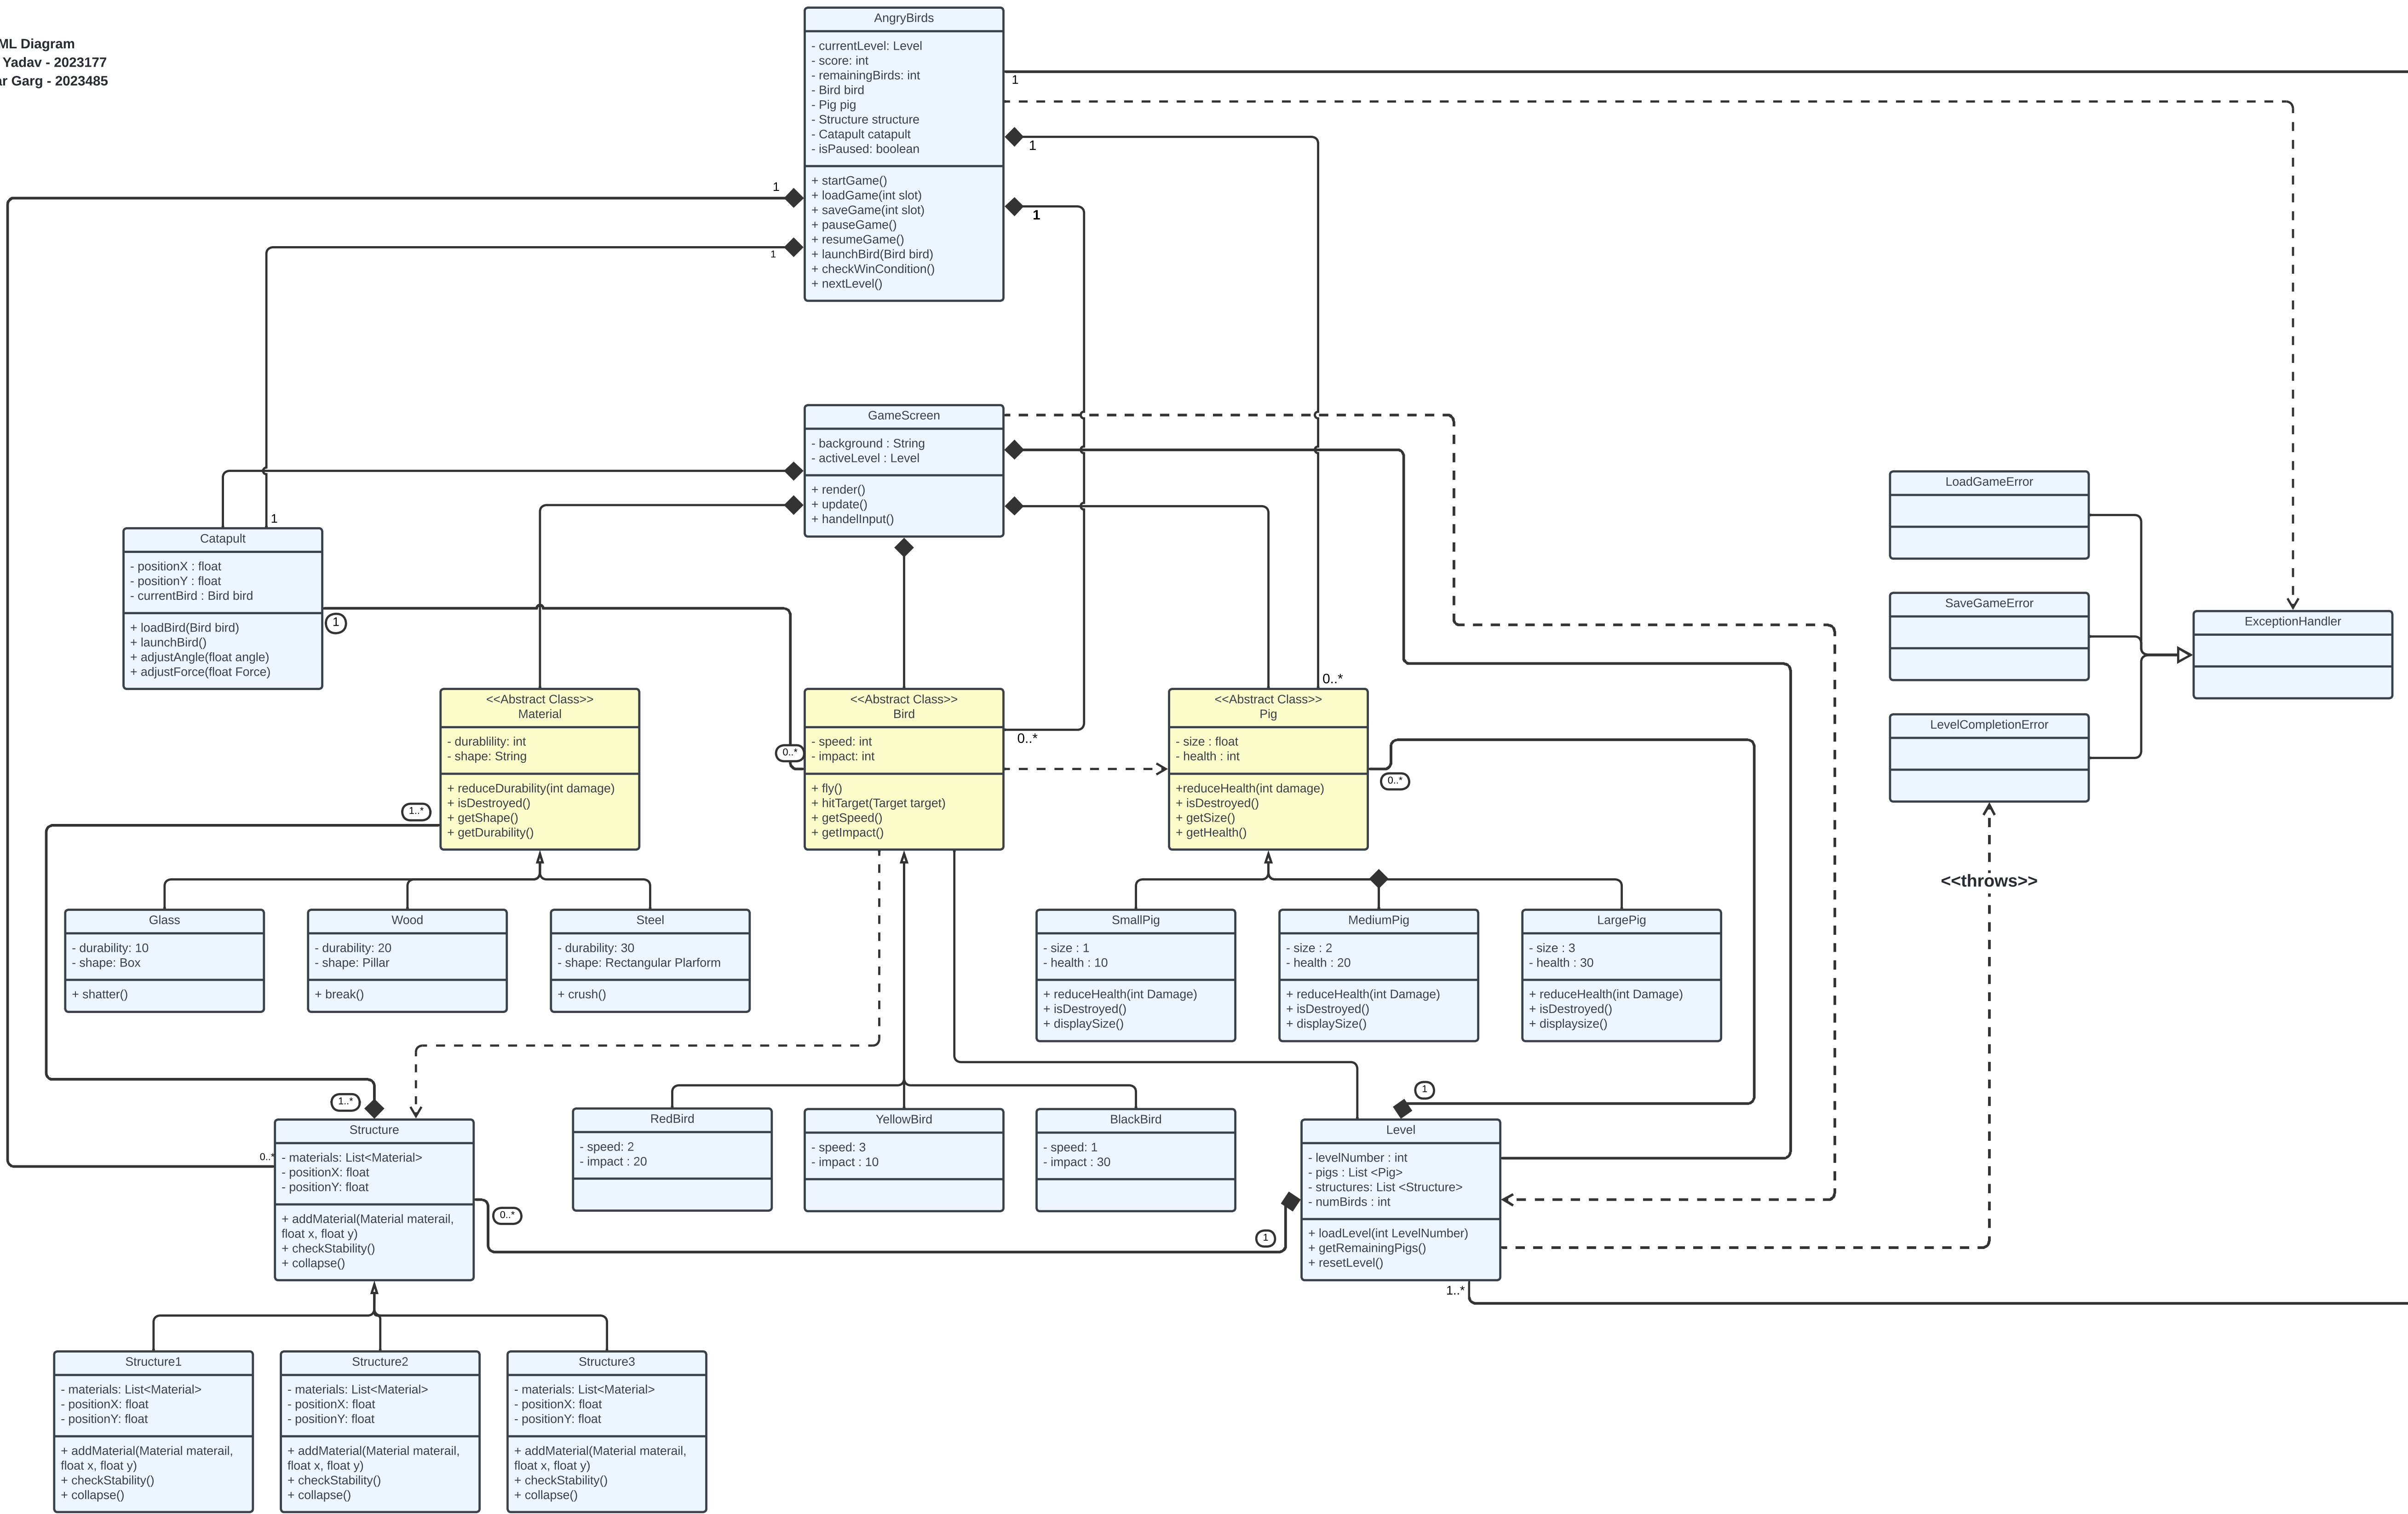 ML Diagram
Yadav - 2023177
ar Garg - 2023485
AngryBirds
- currentLevel: Level
- score: int
- remainingBirds: int
- Bird bird
- Pig pig
- Structure structure
- Catapult catapult
- isPaused: boolean
+ startGame()
+ loadGame(int slot)
+ saveGame(int slot)
+ pauseGame()
+ resumeGame()
+ launchBird(Bird bird)
+ checkWinCondition()
+ nextLevel()
1
1
1
1
1
GameScreen
- background : String
- activeLevel : Level
+ render()
+ update()
+ handelInput()
1
Catapult
- positionX : float
- positionY : float
- currentBird : Bird bird
+ loadBird(Bird bird)
+ launchBird()
+ adjustAngle(float angle)
+ adjustForce(float Force)
1
LoadGameError
SaveGameError
LevelCompletionError
ExceptionHandler
<<throws>>
<<Abstract Class>>
Material
- durablility: int
- shape: String
+ reduceDurability(int damage)
+ isDestroyed()
+ getShape()
+ getDurability()
1..*
0..*
<<Abstract Class>>
Bird
- speed: int
- impact: int
+ fly()
+ hitTarget(Target target)
+ getSpeed()
+ getImpact()
0..*
0..*
<<Abstract Class>>
Pig
- size : float
- health : int
+reduceHealth(int damage)
+ isDestroyed()
+ getSize()
+ getHealth()
0..*
Glass
- durability: 10
- shape: Box
+ shatter()
Wood
- durability: 20
- shape: Pillar
+ break()
Steel
- durability: 30
- shape: Rectangular Plarform
+ crush()
SmallPig
- size : 1
- health : 10
+ reduceHealth(int Damage)
+ isDestroyed()
+ displaySize()
MediumPig
- size : 2
- health : 20
+ reduceHealth(int Damage)
+ isDestroyed()
+ displaySize()
LargePig
- size : 3
- health : 30
+ reduceHealth(int Damage)
+ isDestroyed()
+ displaysize()
1..*
Structure
- materials: List<Material>
- positionX: float
- positionY: float
+ addMaterial(Material materail,
float x, float y)
+ checkStability()
+ collapse()
0..*
0..*
RedBird
- speed: 2
- impact : 20
YellowBird
- speed: 3
- impact : 10
BlackBird
- speed: 1
- impact : 30
1
1
Level
- levelNumber : int
- pigs : List <Pig>
- structures: List <Structure>
- numBirds : int
+ loadLevel(int LevelNumber)
+ getRemainingPigs()
+ resetLevel()
1..*
Structure1
- materials: List<Material>
- positionX: float
- positionY: float
+ addMaterial(Material materail,
float x, float y)
+ checkStability()
+ collapse()
Structure2
- materials: List<Material>
- positionX: float
- positionY: float
+ addMaterial(Material materail,
float x, float y)
+ checkStability()
+ collapse()
Structure3
- materials: List<Material>
- positionX: float
- positionY: float
+ addMaterial(Material materail,
float x, float y)
+ checkStability()
+ collapse()